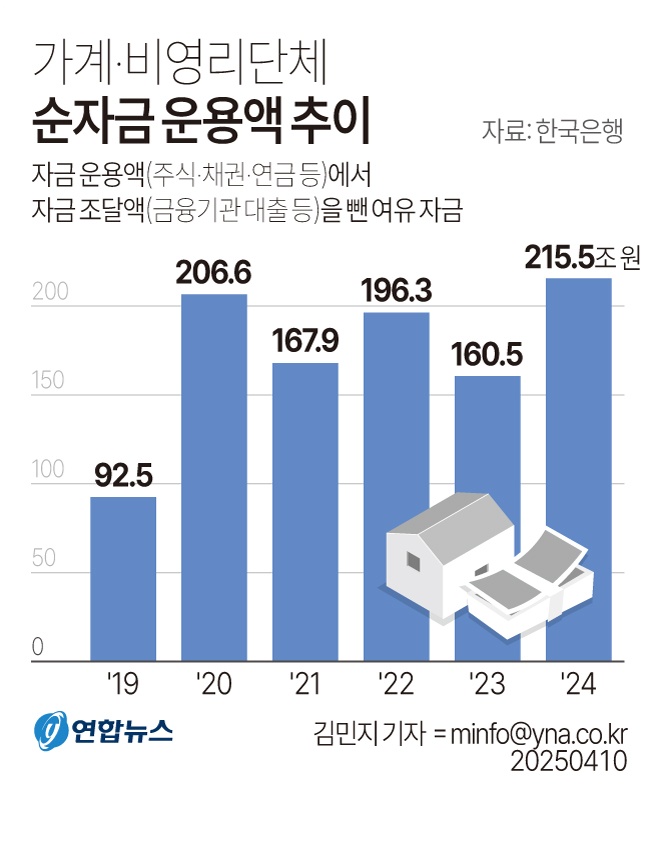 가계·비영리단체
순자금 운용액 추이
자료: 한국은행
자금 운용액(주식·채권·연금 등)에서
자금 조달액(금융기관 대출 등)을 뺀 여유 자금
215.5조 원
206.6
196.3
167.9
160.5
92.5
200
150
100
50
0
'19 '20 '21 '22 '23 '24
연합뉴스
김민지 기자 = minfo@yna.co.kr
20250410